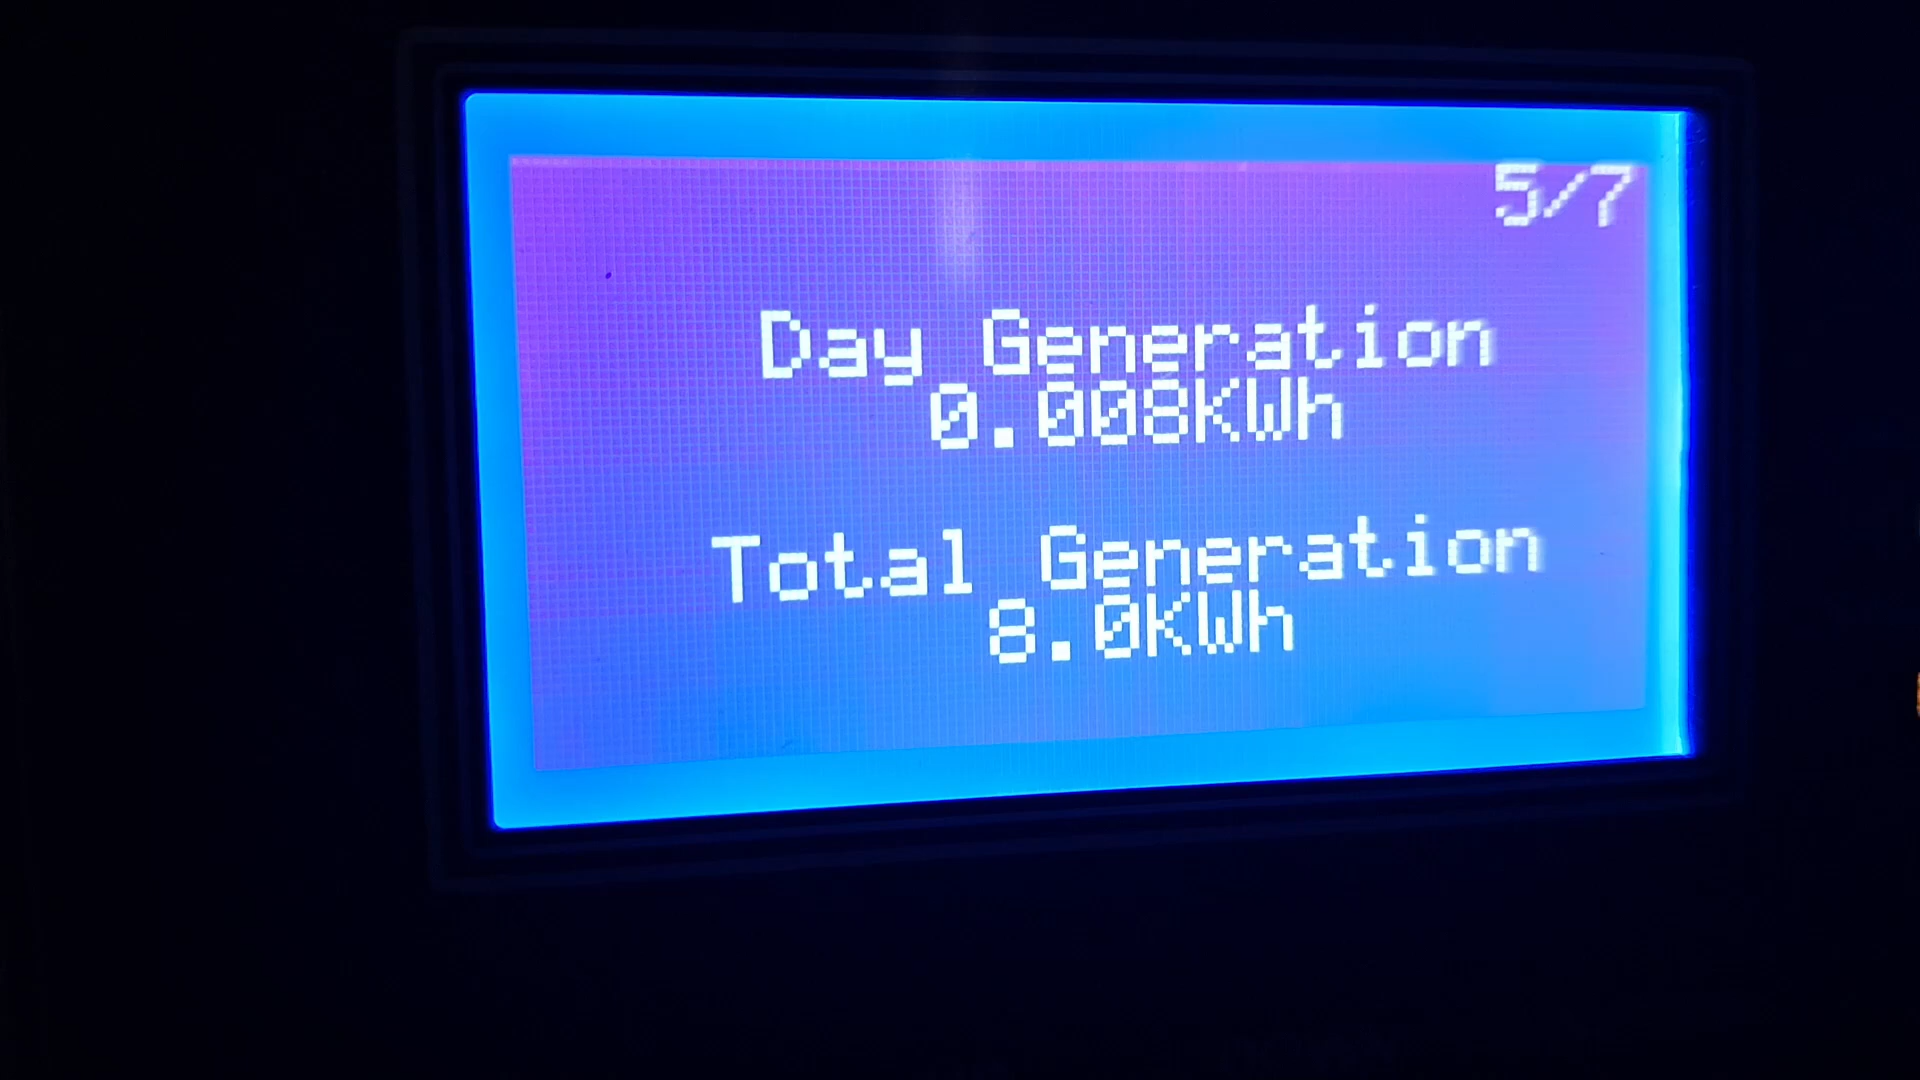 5/7
Day Generation
0.008KWh
Total Generation
8.0KWh